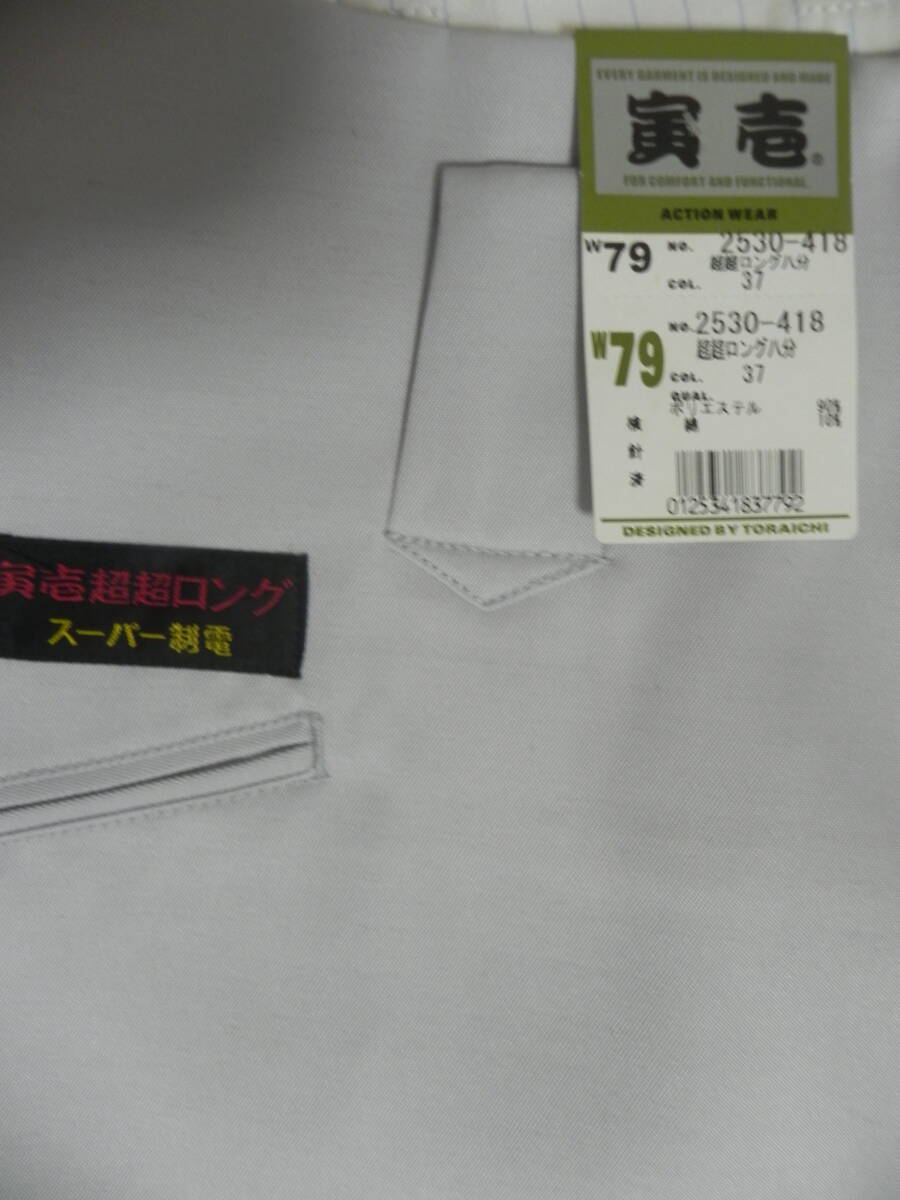 EVERY GARMENT IS DESIGNED AND MADE
寅壱®
FOR COMFORT AND FUNCTIONAL.
ACTION WEAR
W79 NO. 2530-418
超超ロング八分
COL. 37
W79 NO. 2530-418
超超ロング八分
COL. 37
QUAL.
ポリエステル 90%
綿 10%
検針済
0125341837792
DESIGNED BY TORAICHI
寅壱超超ロング
スーパー制電